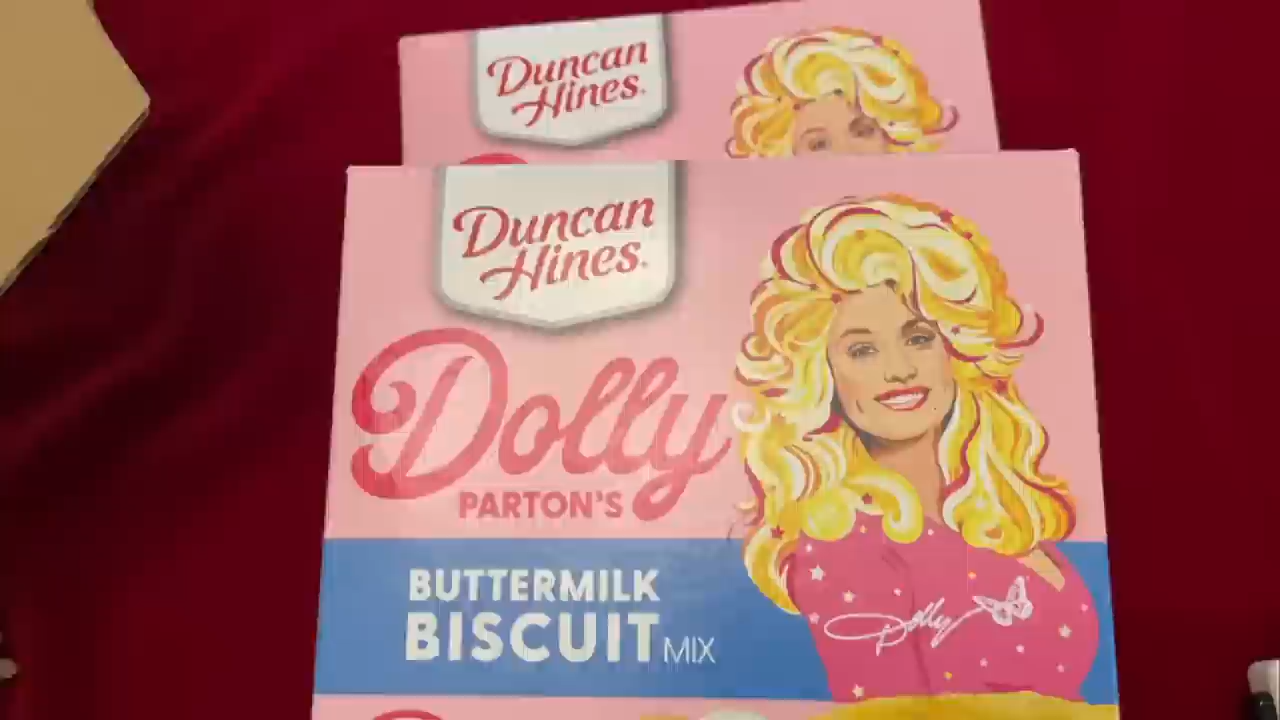 Duncan
Hines.
Duncan
Hines.
Dolly
PARTON'S
BUTTERMILK
BISCUIT MIX
Dolly